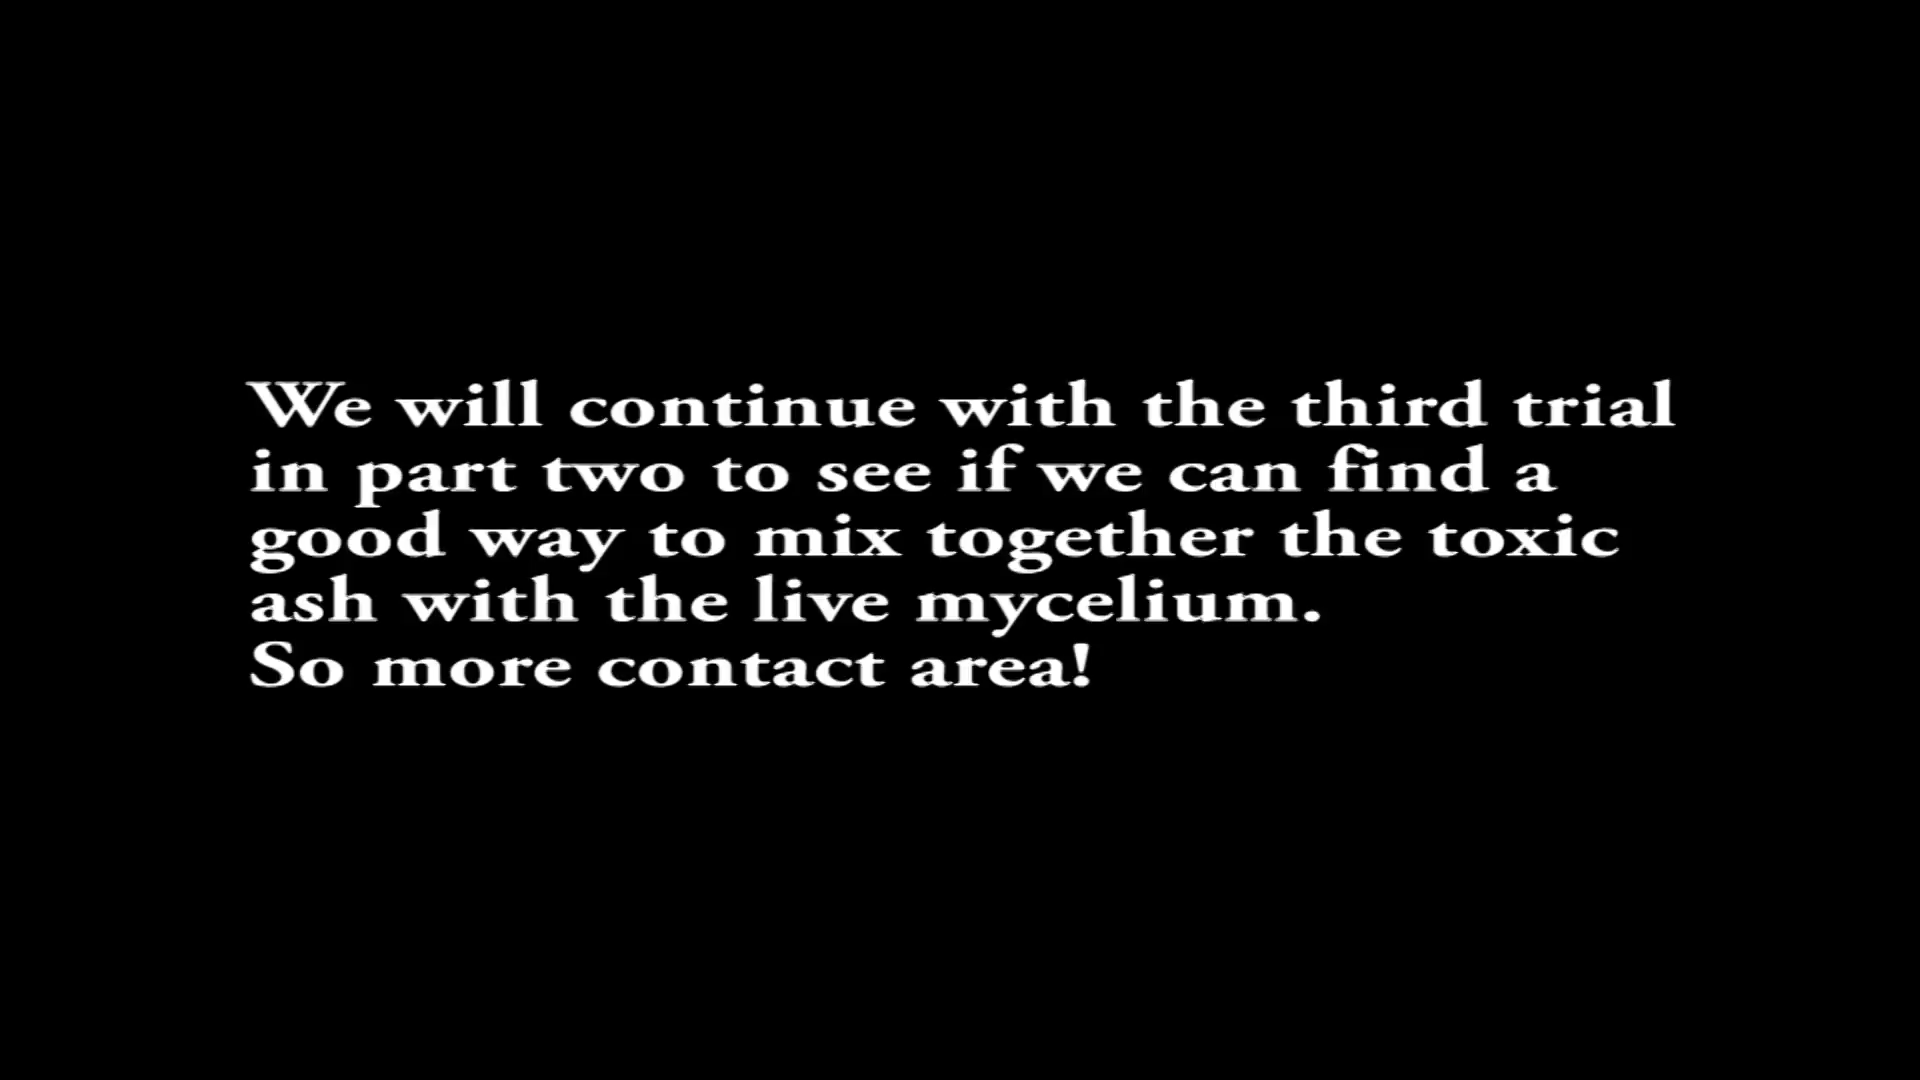 We will continue with the third trial
in part two to see if we can find a
good way to mix together the toxic
ash with the live mycelium.
So more contact area!